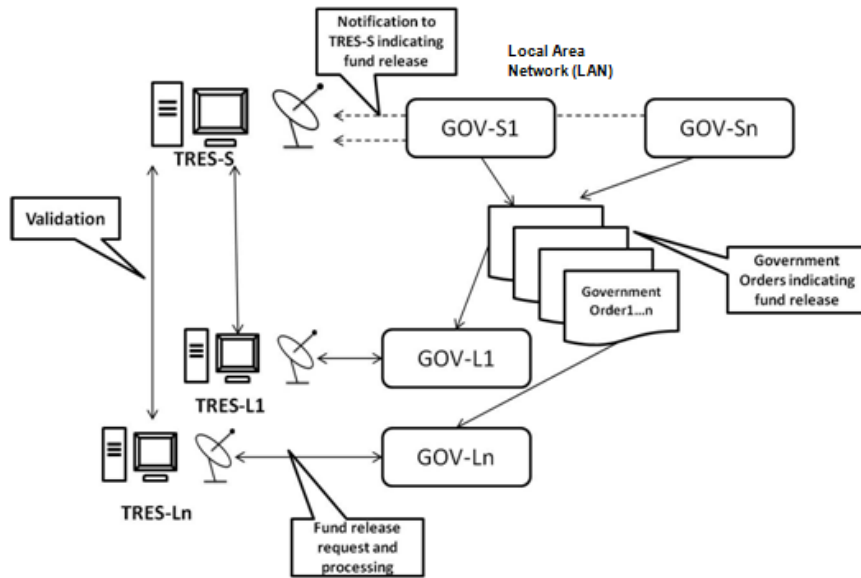 Notification to
TRES-S indicating
fund release
Local Area
Network (LAN)
GOV-S1
GOV-Sn
TRES-S
Validation
Government
Orders indicating
fund release
Government
Order1...n
GOV-L1
TRES-L1
GOV-Ln
TRES-Ln
Fund release
request and
processing